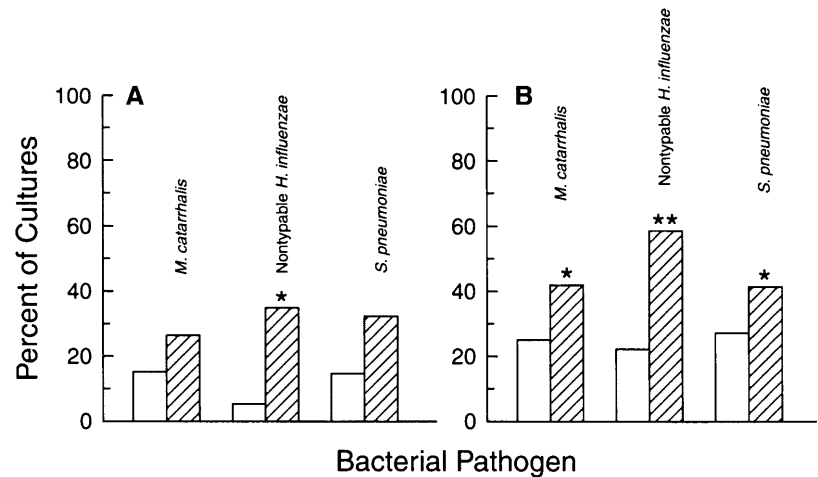 Percent of Cultures
A
100
80
60
40
20
0
M. catarrhalis
Nontypable H. influenzae
*
S. pneumoniae
B
100
80
60
40
20
0
M. catarrhalis
*
Nontypable H. influenzae
**
S. pneumoniae
*
Bacterial Pathogen